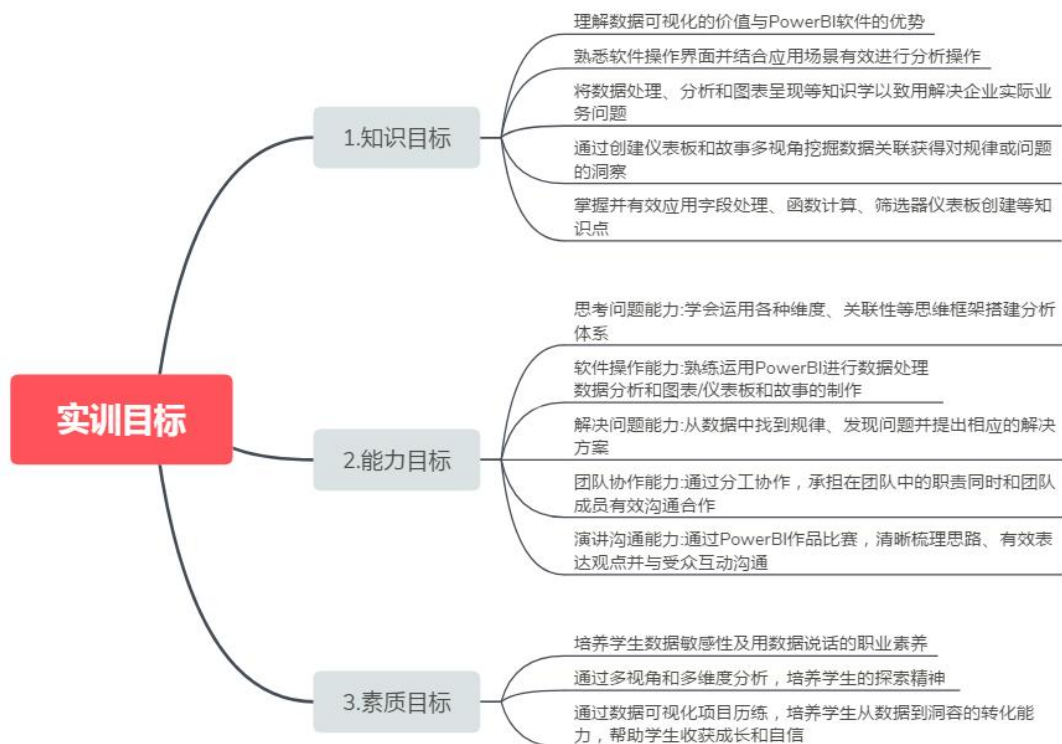 理解数据可视化的价值与PowerBI软件的优势
熟悉软件操作界面并结合应用场景有效进行分析操作
1.知识目标
将数据处理、分析和图表呈现等知识学以致用解决企业实际业
务问题
通过创建仪表板和故事多视角挖掘数据关联获得对规律或问题
的洞察
掌握并有效应用字段处理、函数计算、筛选器仪表板创建等知
识点
实训目标
思考问题能力:学会运用各种维度、关联性等思维框架搭建分析
体系
软件操作能力:熟练运用PowerBI进行数据处理
数据分析和图表/仪表板和故事的制作
2.能力目标
解决问题能力:从数据中找到规律、发现问题并提出相应的解决
方案
团队协作能力:通过分工协作，承担在团队中的职责同时和团队
成员有效沟通合作
演讲沟通能力:通过PowerBI作品比赛，清晰梳理思路、有效表
达观点并与受众互动沟通
培养学生数据敏感性及用数据说话的职业素养
3.素质目标
通过多视角和多维度分析，培养学生的探索精神
通过数据可视化项目历练，培养学生从数据到洞容的转化能
力，帮助学生收获成长和自信